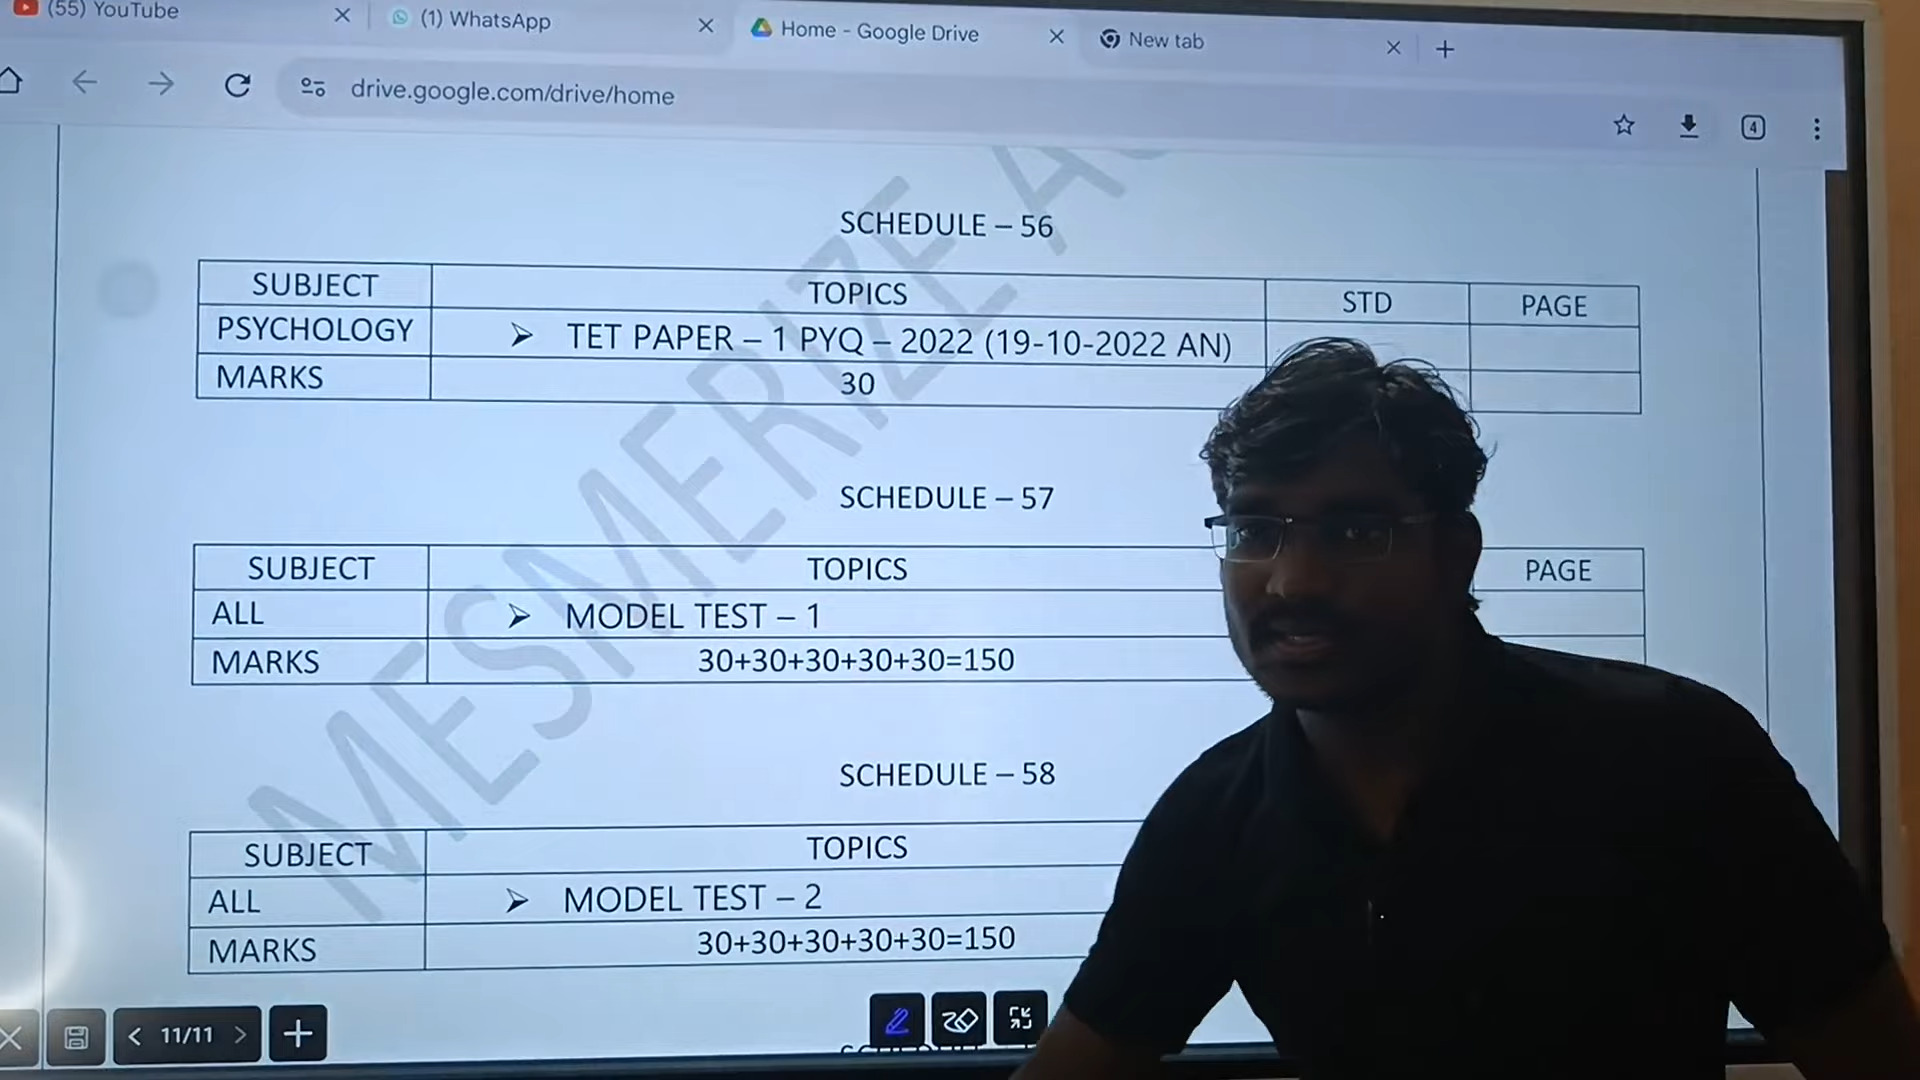 (55) YouTube
(1) WhatsApp
Home - Google Drive
New tab
drive.google.com/drive/home
4
MESMERIZE A
SCHEDULE – 56
SUBJECT TOPICS STD PAGE
PSYCHOLOGY ➢ TET PAPER – 1 PYQ – 2022 (19-10-2022 AN)
MARKS 30
SCHEDULE – 57
SUBJECT TOPICS PAGE
ALL ➢ MODEL TEST – 1
MARKS 30+30+30+30+30=150
SCHEDULE – 58
SUBJECT TOPICS
ALL ➢ MODEL TEST – 2
MARKS 30+30+30+30+30=150
11/11